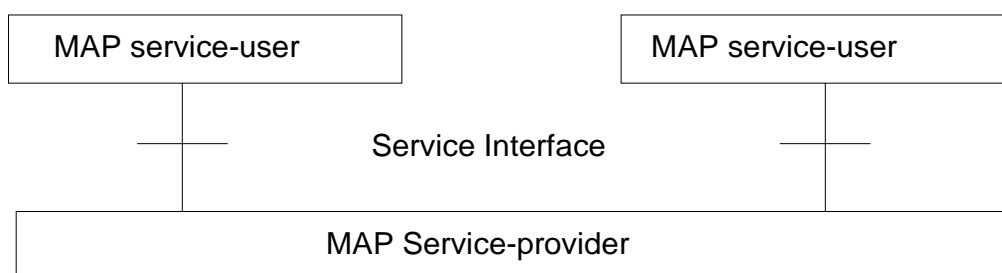 MAP service-user
MAP service-user
Service Interface
MAP Service-provider